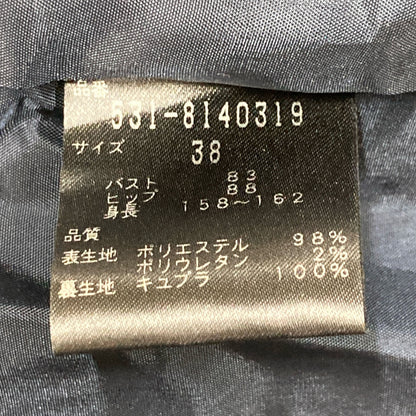 品番
531-8140319
サイズ 38
バスト 83
ヒップ 88
身長 158～162
品質
表生地 ポリエステル 98%
ポリウレタン 2%
裏生地 キュプラ 100%